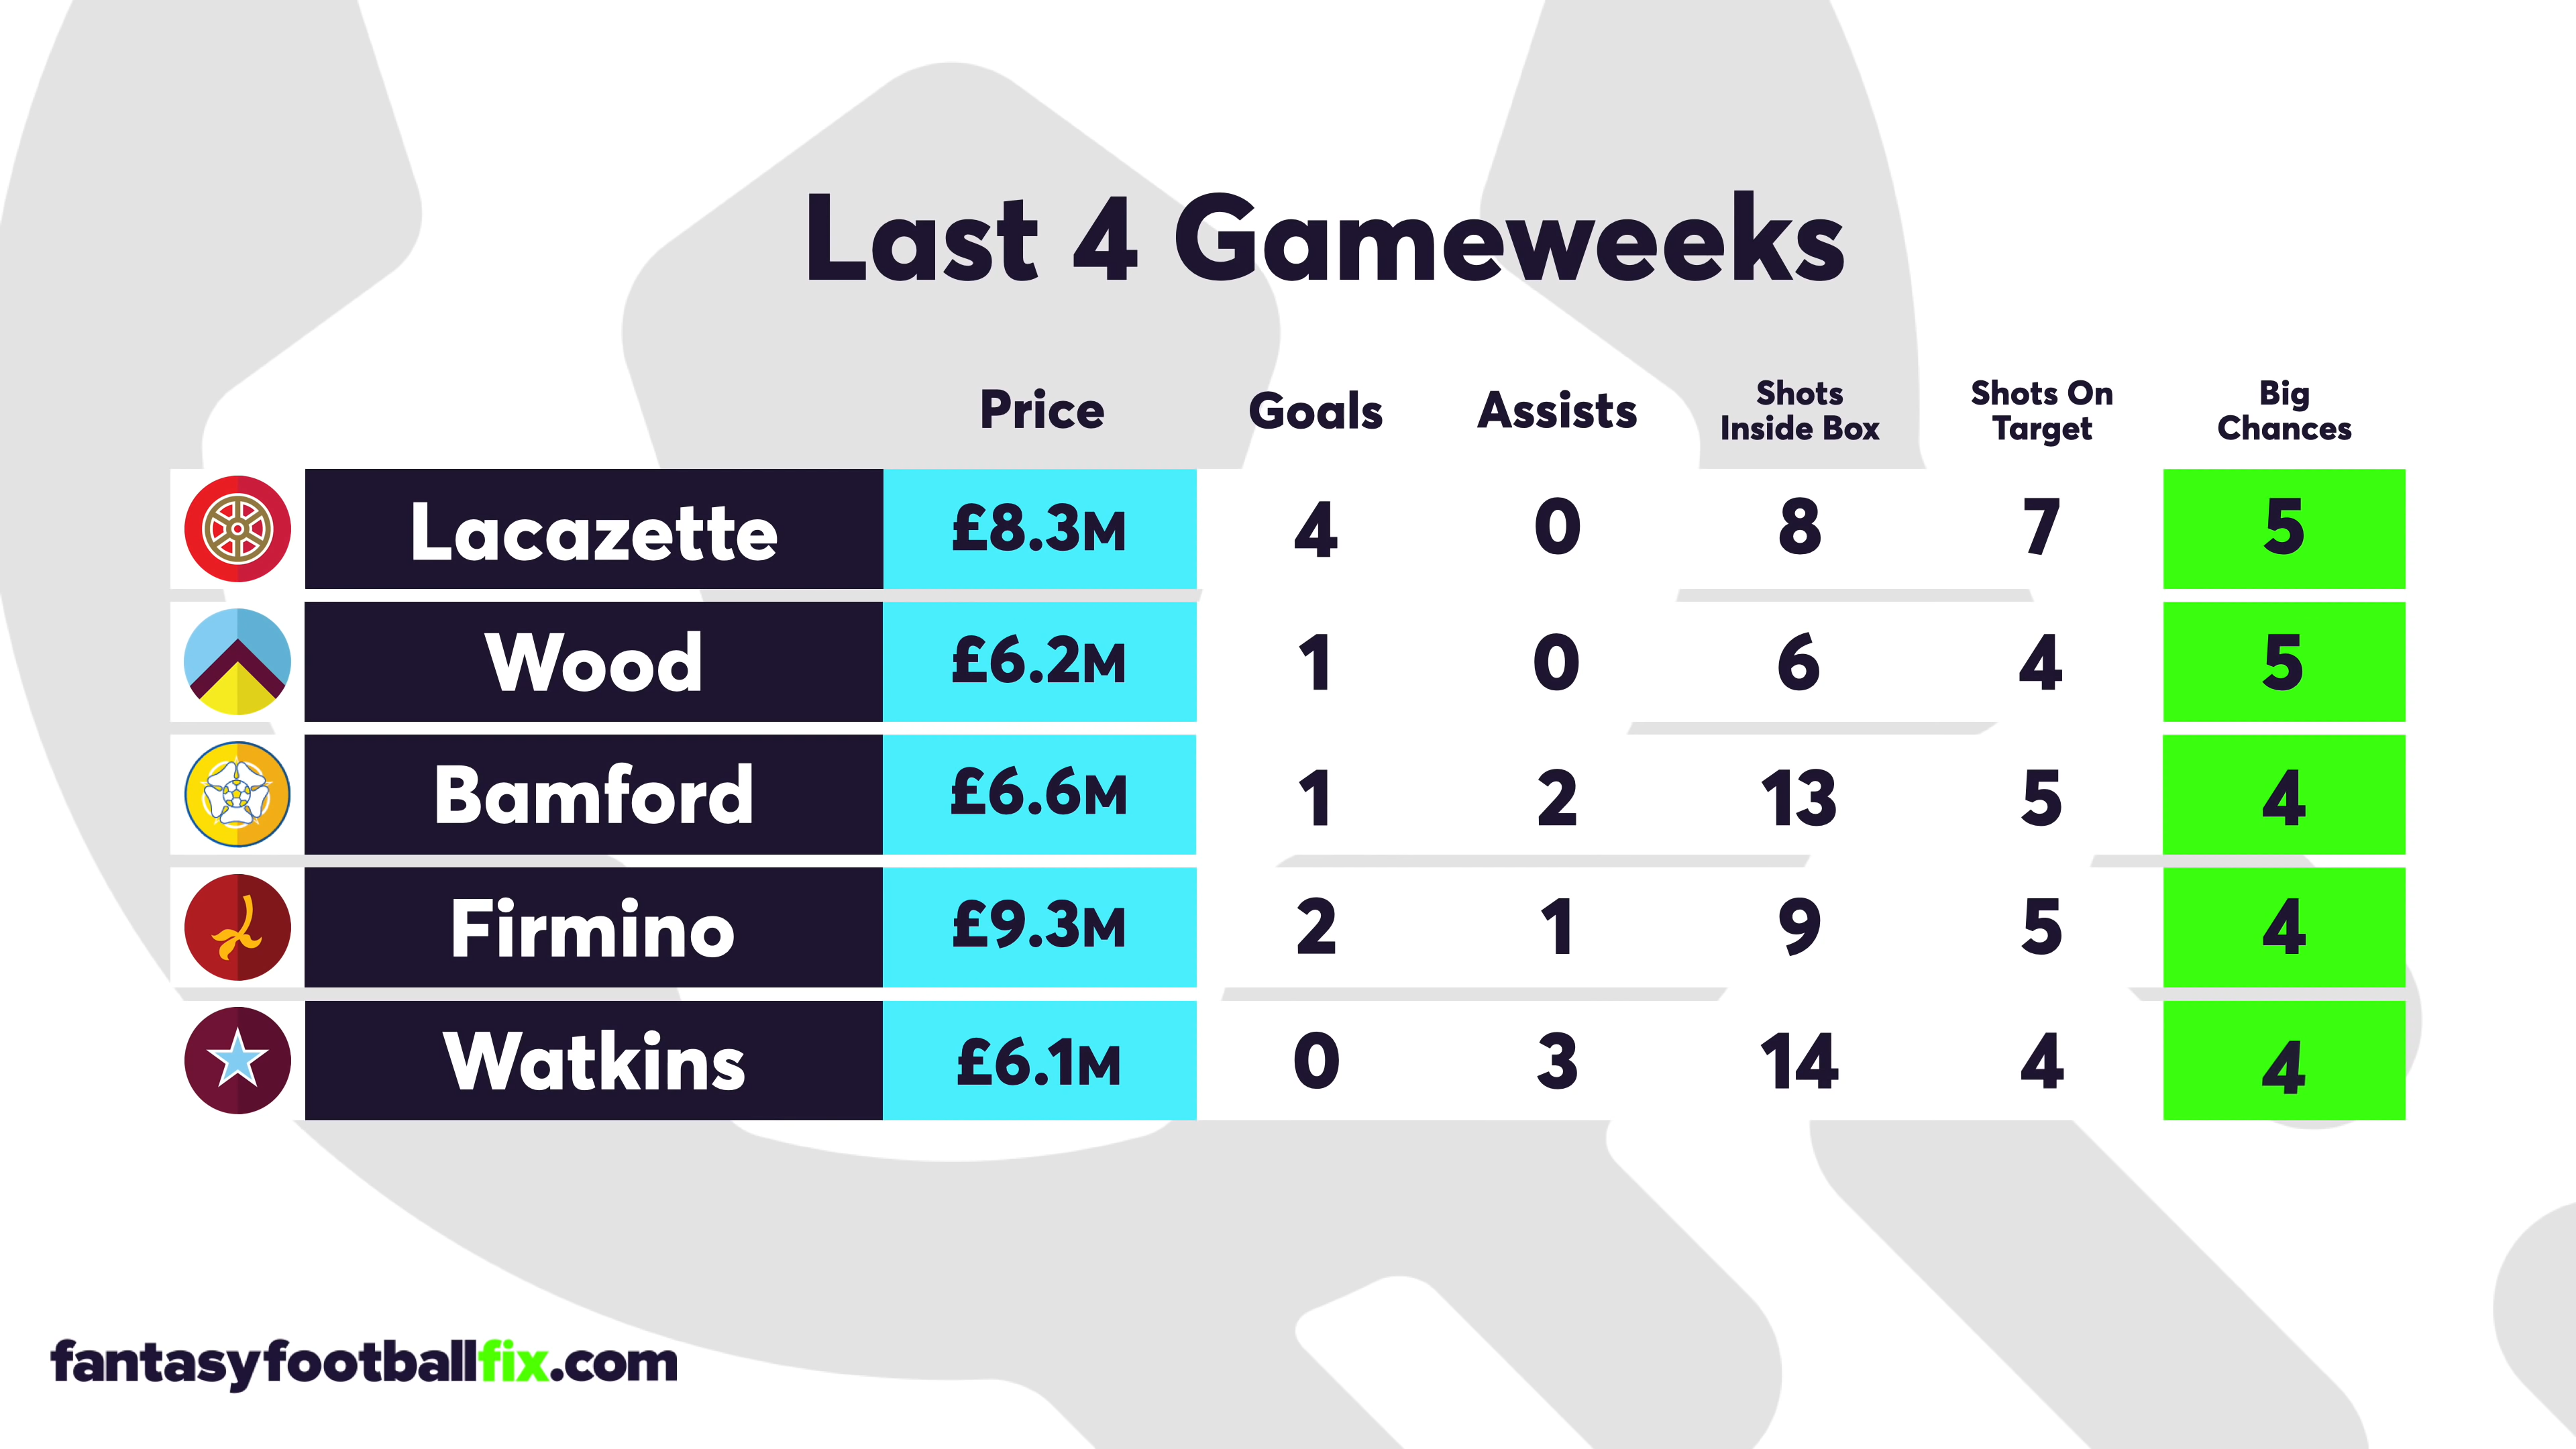 Last 4 Gameweeks
Price Goals Assists Shots Inside Box Shots On Target Big Chances
Lacazette £8.3M 4 0 8 7 5
Wood £6.2M 1 0 6 4 5
Bamford £6.6M 1 2 13 5 4
Firmino £9.3M 2 1 9 5 4
Watkins £6.1M 0 3 14 4 4
fantasyfootballfix.com